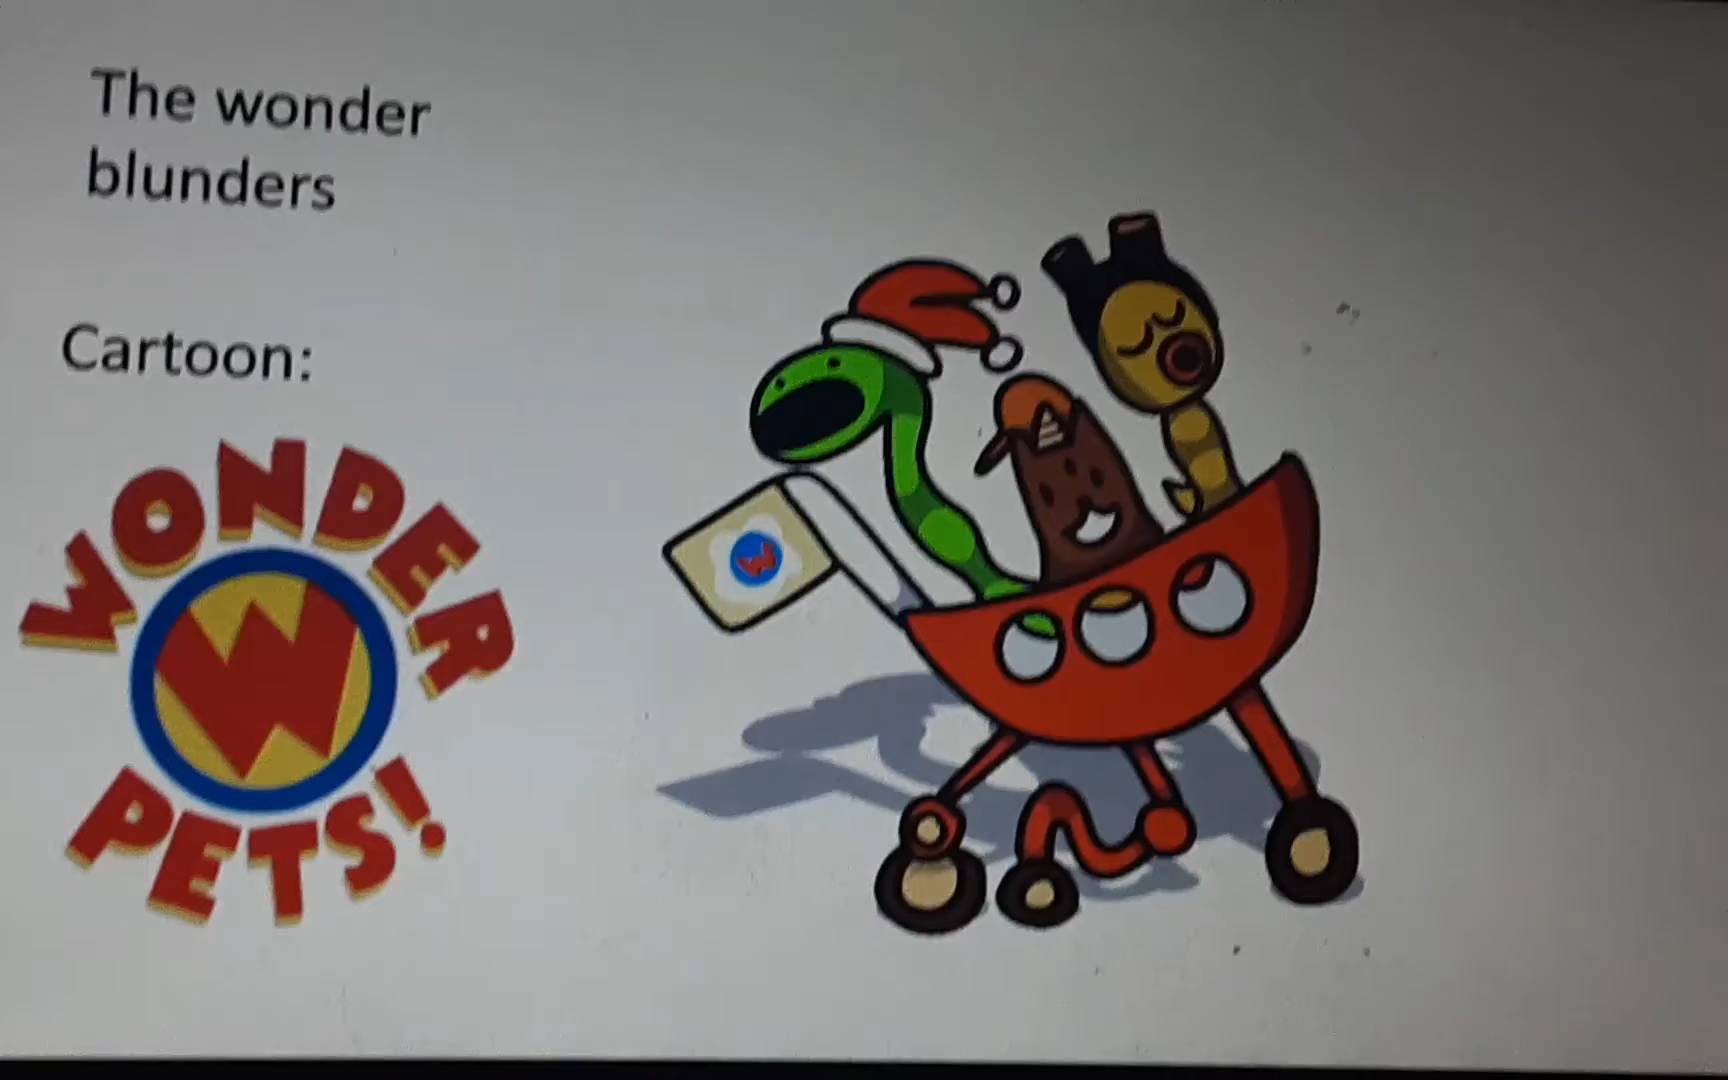 The wonder
blunders
Cartoon:
WONDER
W
PETS!
W